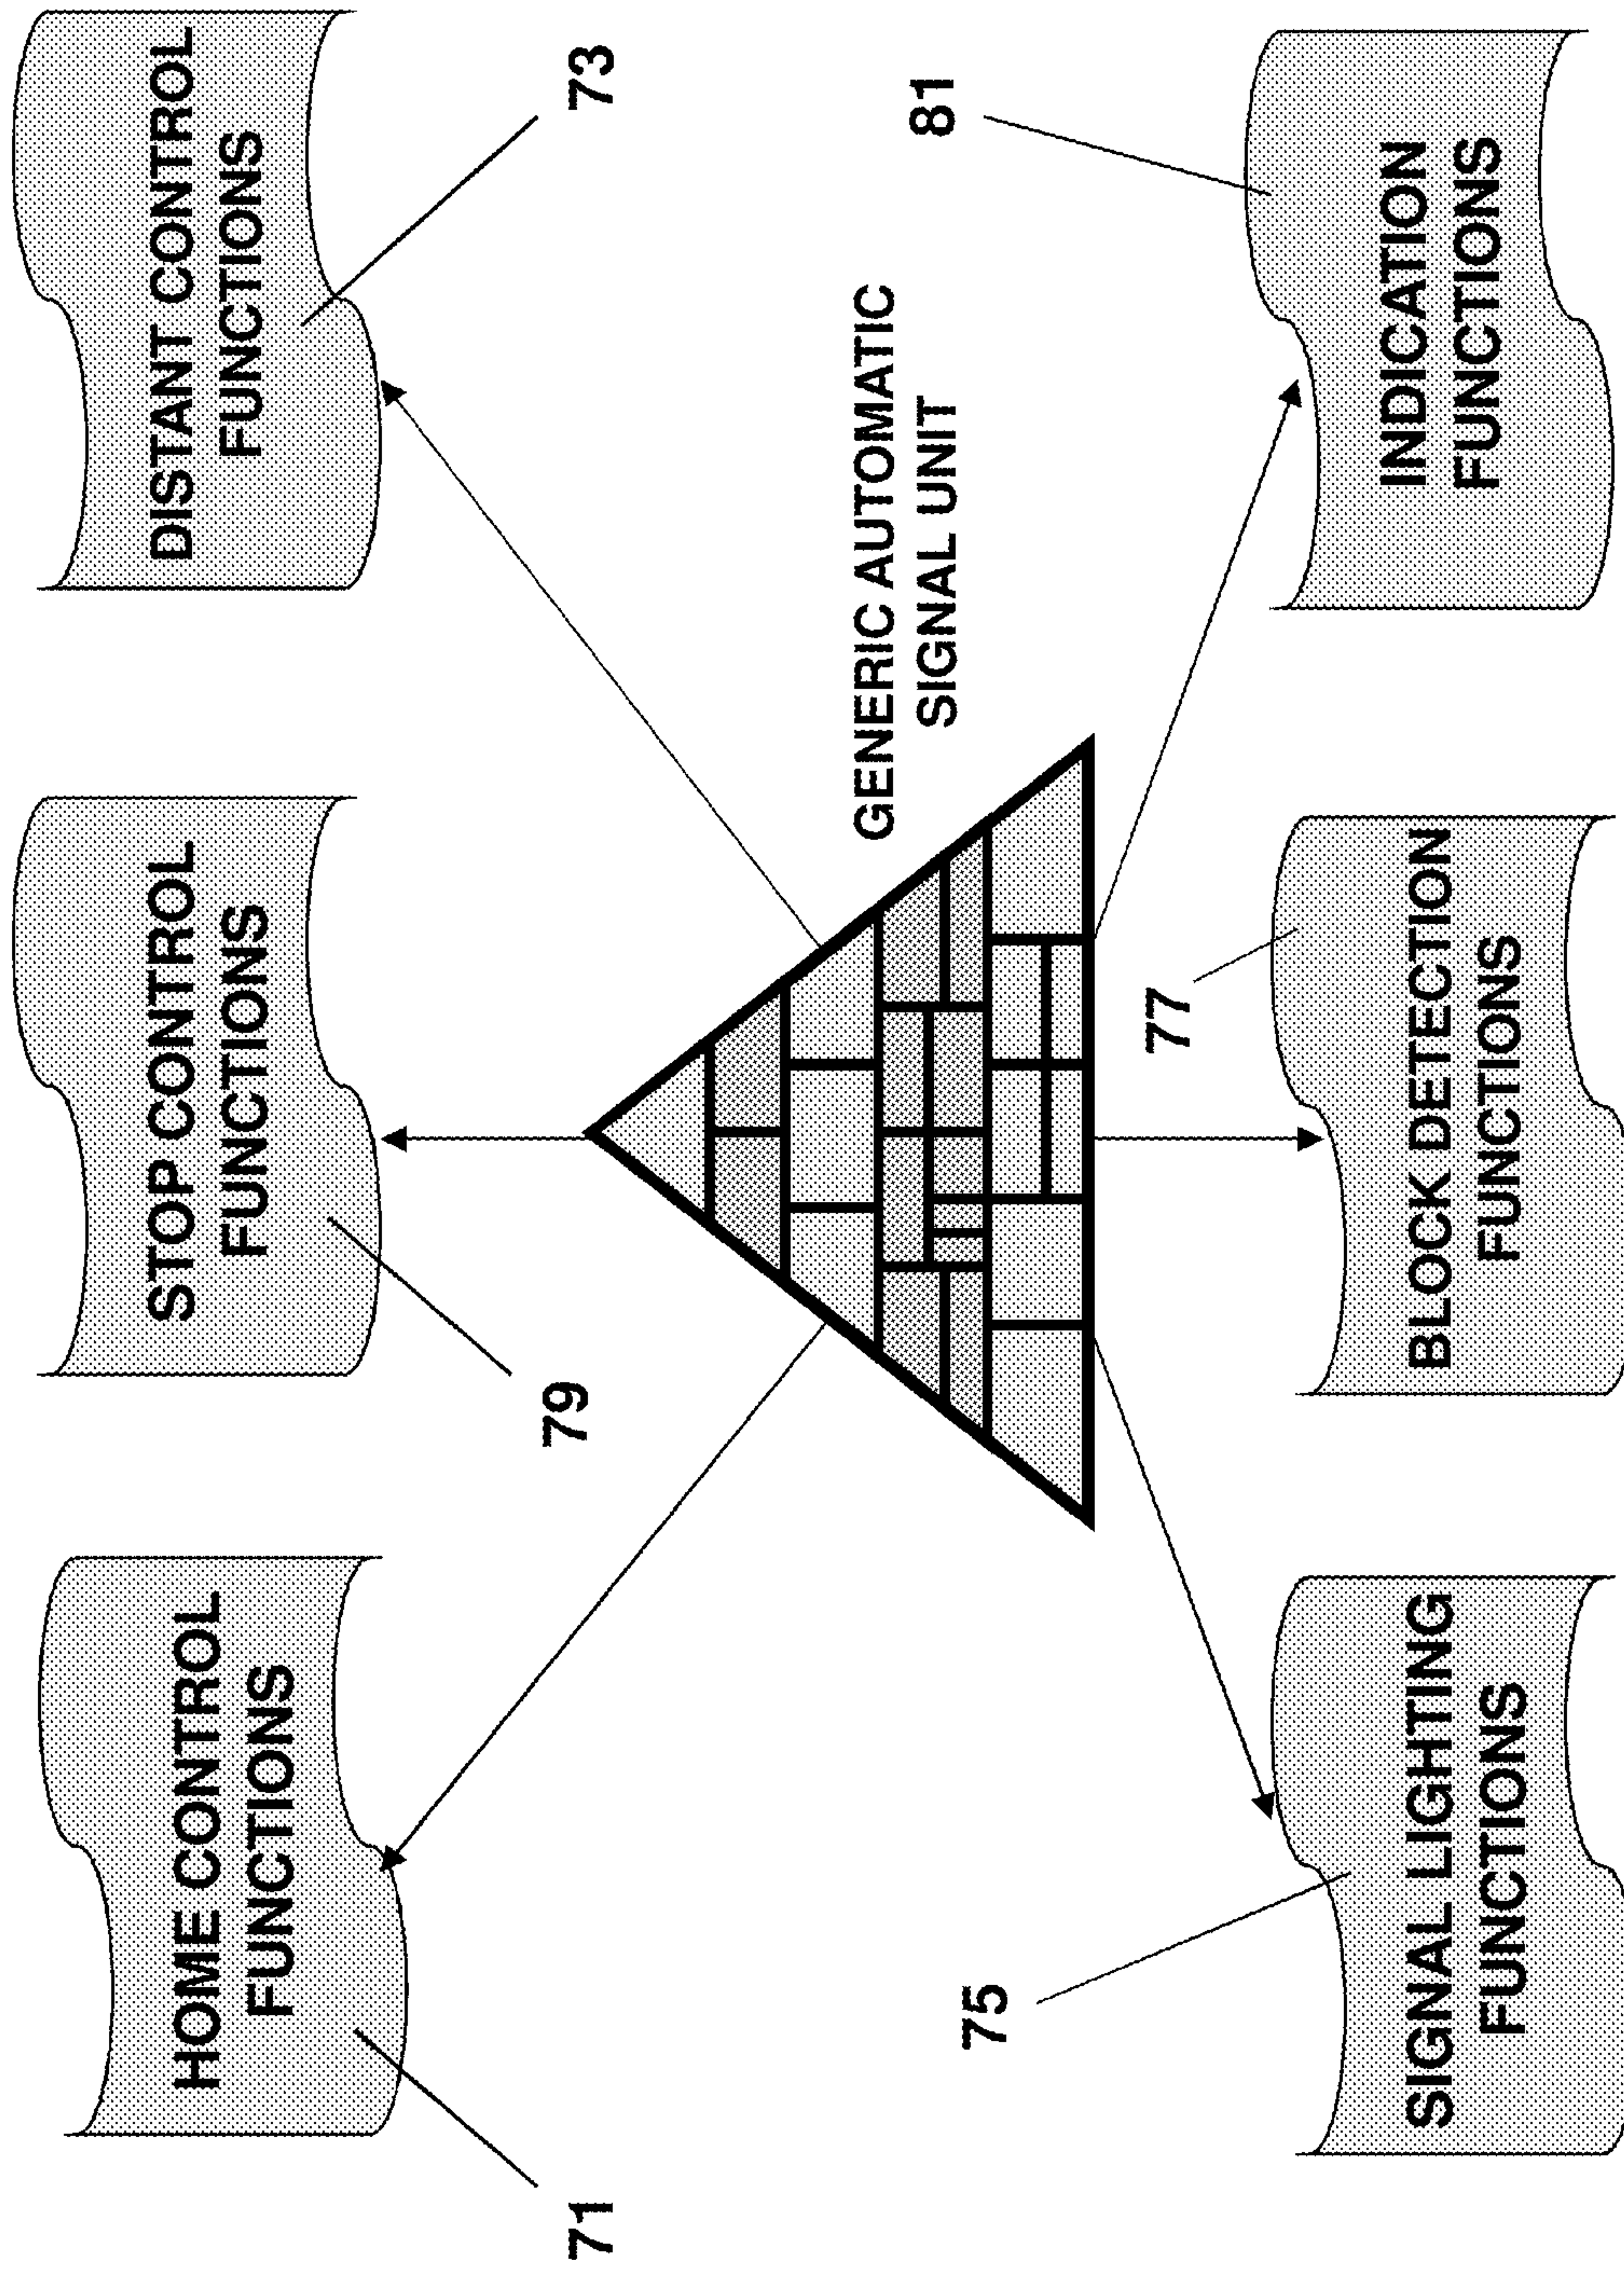 HOME CONTROL
FUNCTIONS
71
STOP CONTROL
FUNCTIONS
79
DISTANT CONTROL
FUNCTIONS
73
GENERIC AUTOMATIC
SIGNAL UNIT
75
SIGNAL LIGHTING
FUNCTIONS
77
BLOCK DETECTION
FUNCTIONS
81
INDICATION
FUNCTIONS